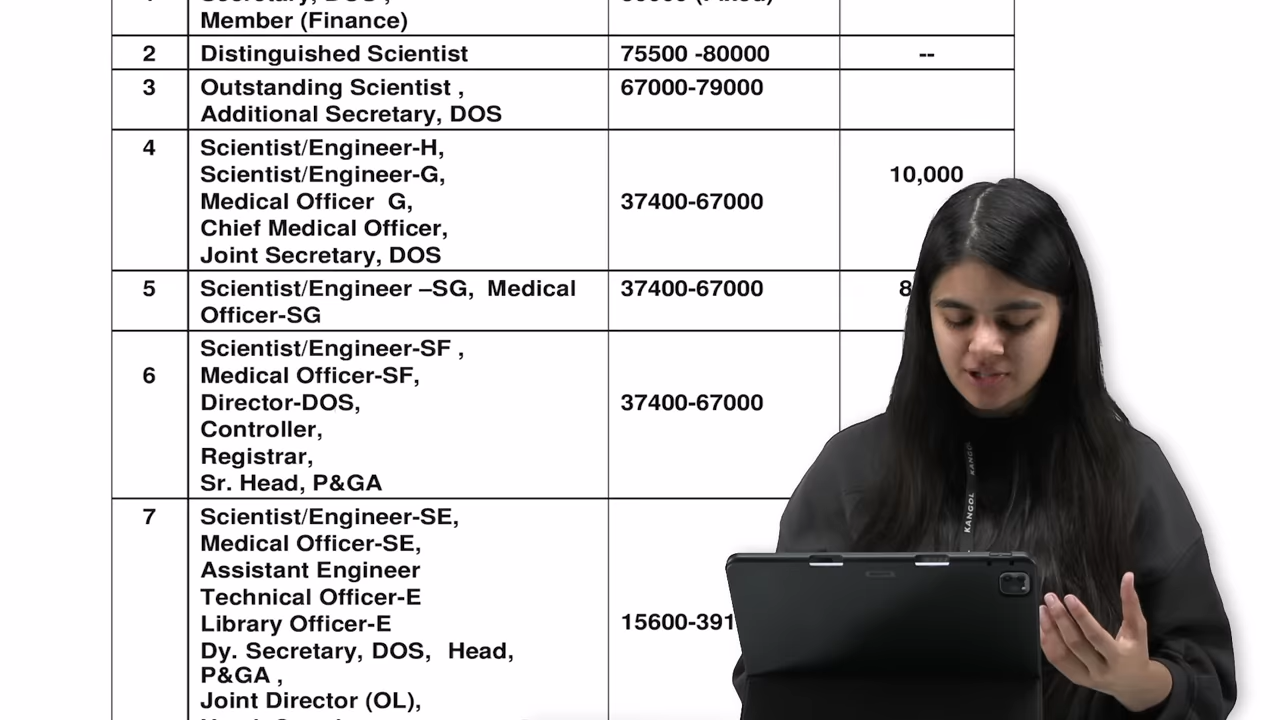 Member (Finance)
2 Distinguished Scientist 75500 -80000 --
3 Outstanding Scientist , 67000-79000
Additional Secretary, DOS
4 Scientist/Engineer-H,
Scientist/Engineer-G, 10,000
Medical Officer G, 37400-67000
Chief Medical Officer,
Joint Secretary, DOS
5 Scientist/Engineer –SG, Medical 37400-67000 8
Officer-SG
Scientist/Engineer-SF ,
6 Medical Officer-SF,
Director-DOS, 37400-67000
Controller,
Registrar,
Sr. Head, P&GA
7 Scientist/Engineer-SE,
Medical Officer-SE,
Assistant Engineer
Technical Officer-E
Library Officer-E 15600-391
Dy. Secretary, DOS, Head,
P&GA ,
Joint Director (OL),
KANGOL
KANGOL